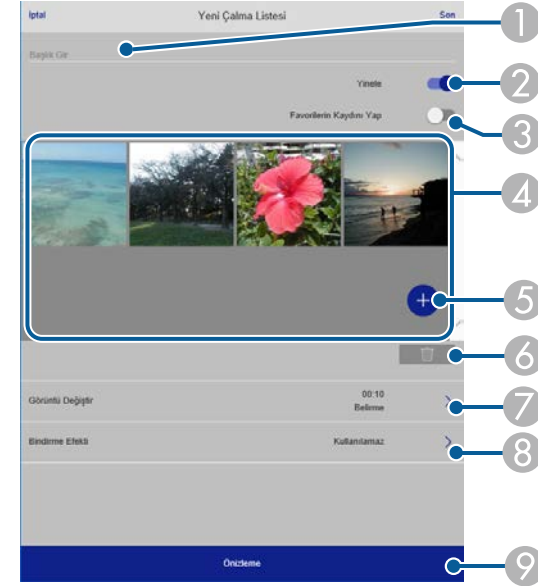 İptal Yeni Çalma Listesi Son
1
Başlık Gir
Yinele
2
Favorilerin Kaydını Yap
3
4
5
6
Görüntü Değiştir 00:10
Belirme
7
Bindirme Efekti Kullanılamaz
8
Önizleme
9